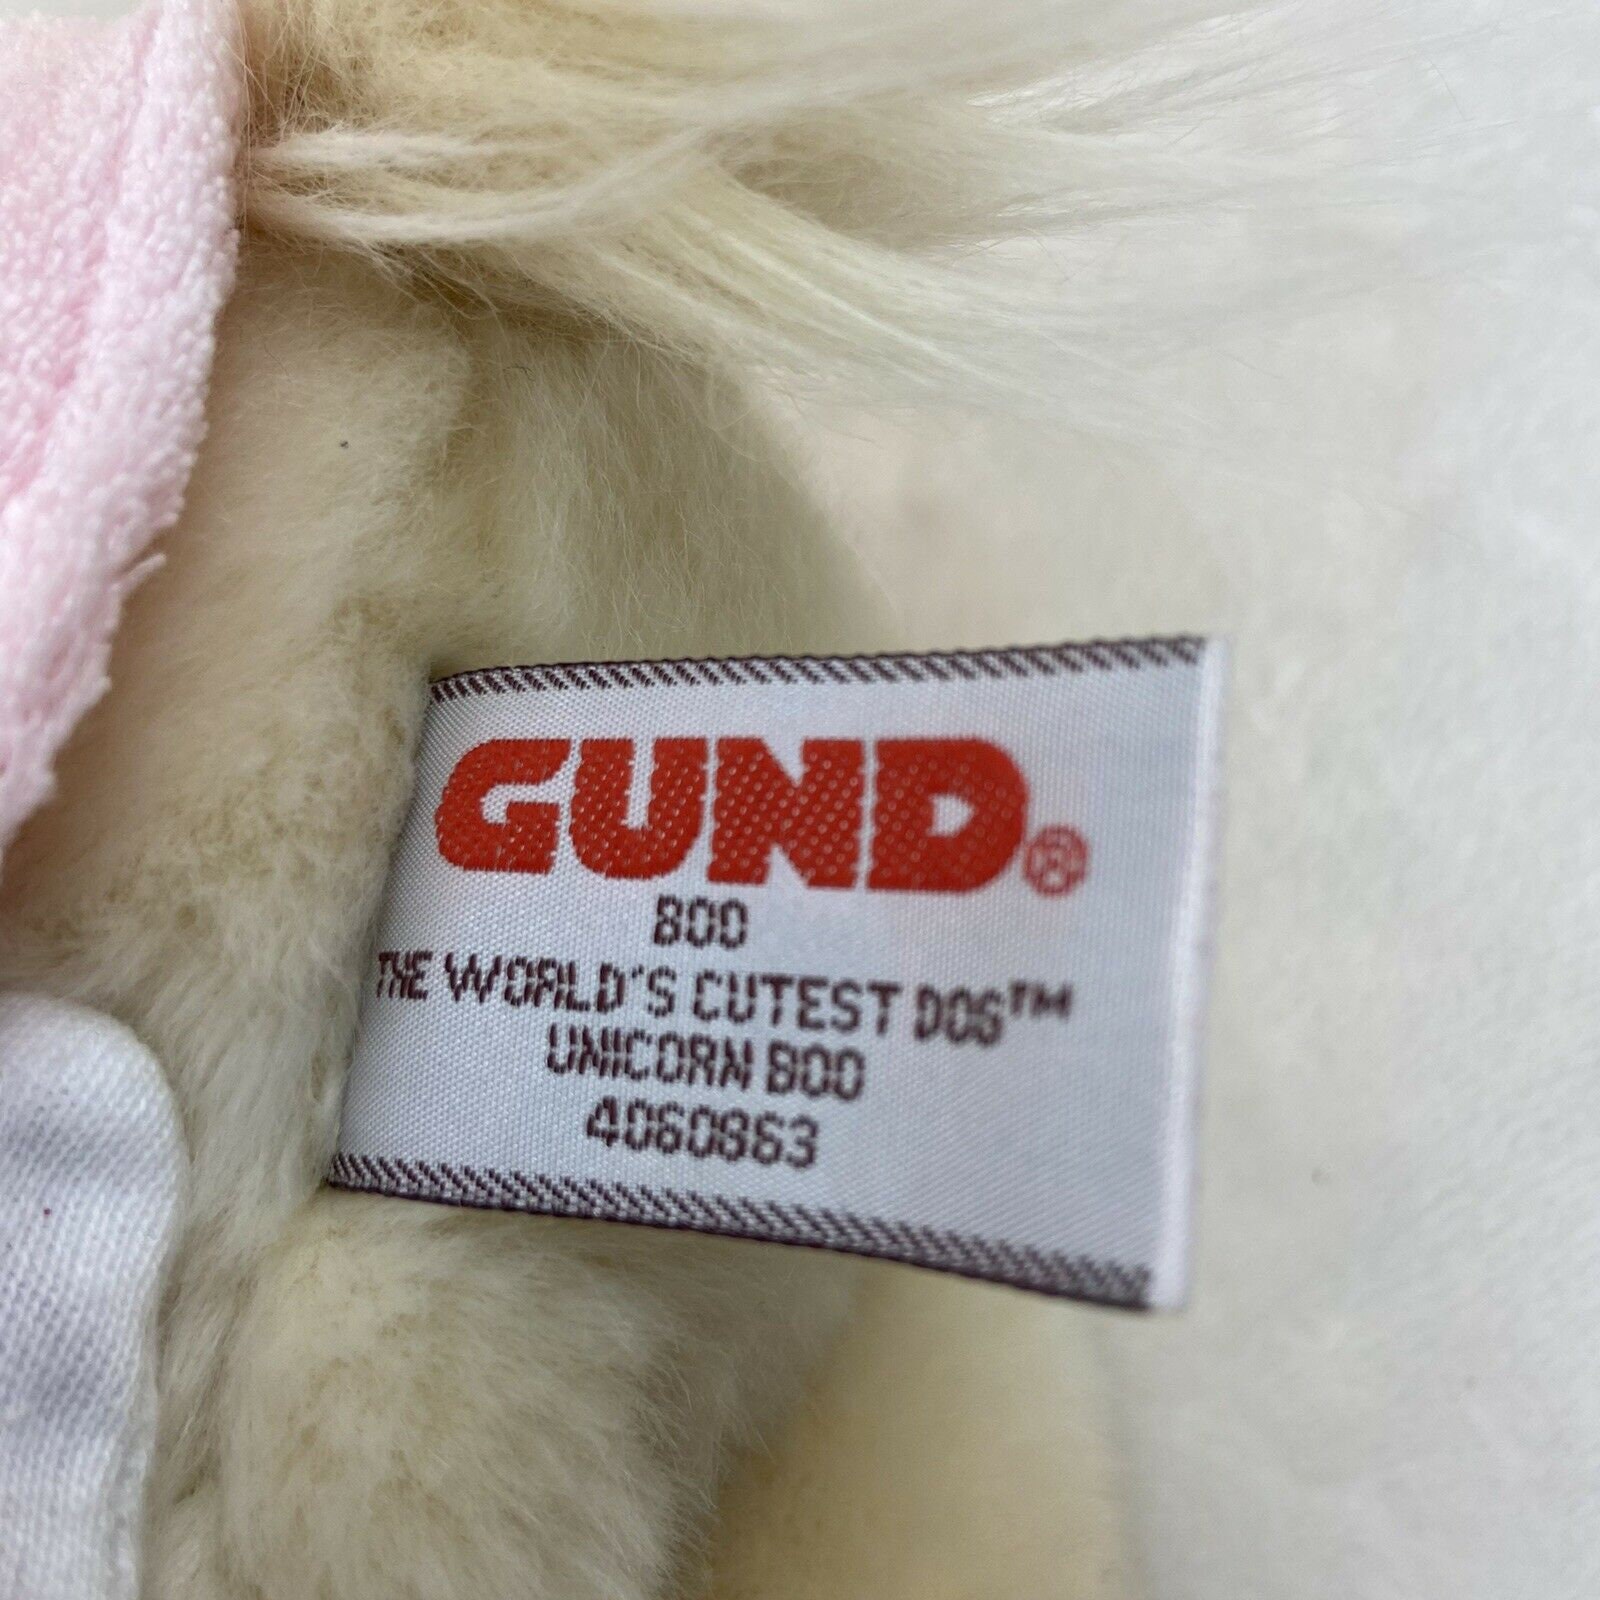 GUND®
BOO
THE WORLD'S CUTEST DOG™
UNICORN BOO
4060863